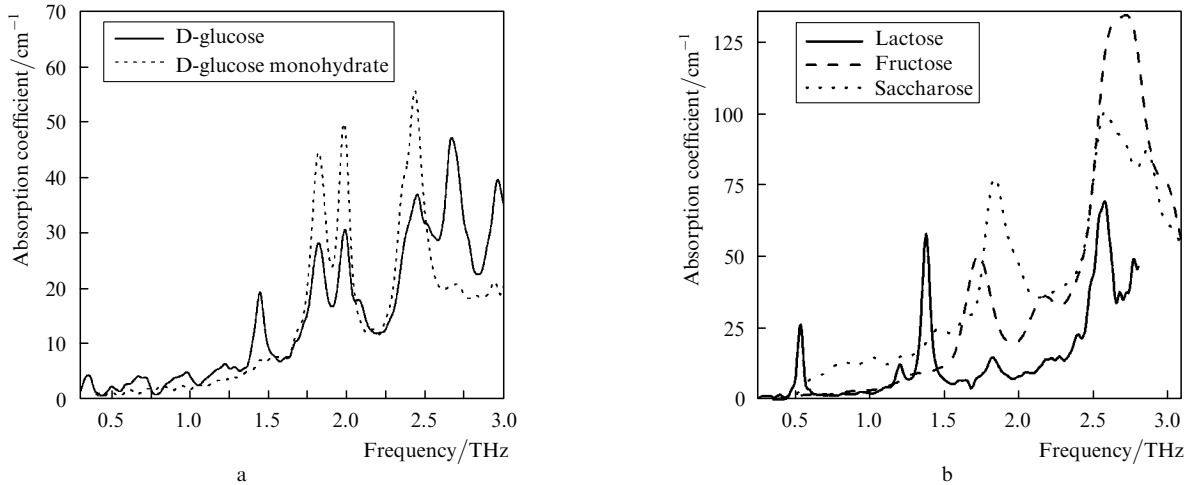 Absorption coefficient/cm⁻¹
70
60
50
40
30
20
10
0
D-glucose
D-glucose monohydrate
0.5
1.0
1.5
2.0
2.5
3.0
Frequency/THz
a
Absorption coefficient/cm⁻¹
125
100
75
50
25
0
Lactose
Fructose
Saccharose
0.5
1.0
1.5
2.0
2.5
3.0
Frequency/THz
b